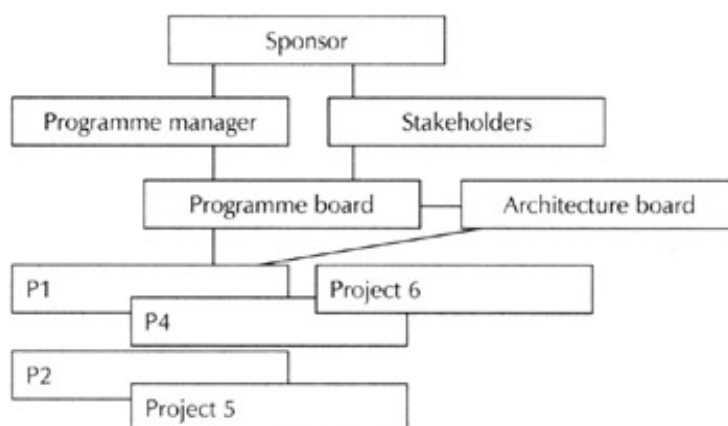 Sponsor
Programme manager
Stakeholders
Programme board
Architecture board
P1
Project 6
P4
P2
Project 5